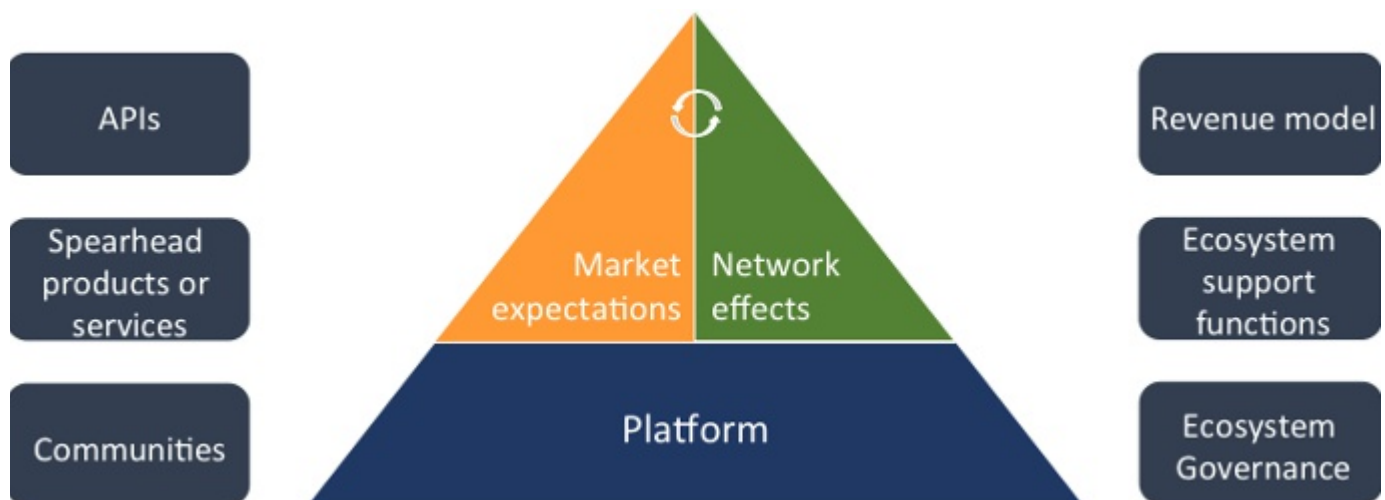 APIs
Spearhead
products or
services
Communities
Market
expectations
Network
effects
Platform
Revenue model
Ecosystem
support
functions
Ecosystem
Governance